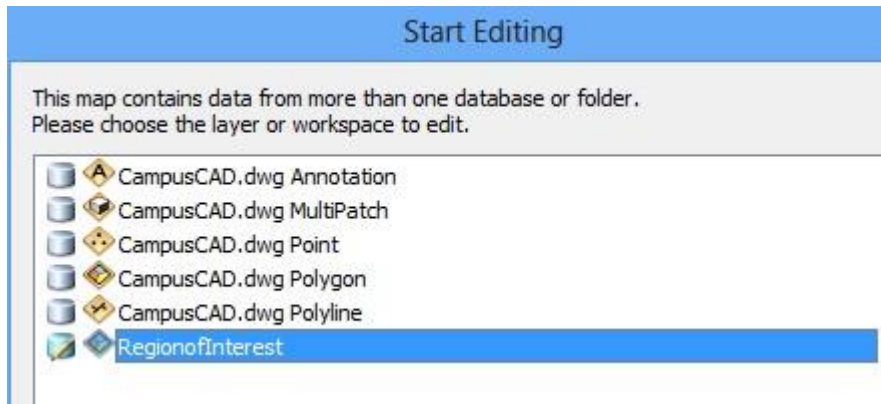 Start Editing
This map contains data from more than one database or folder.
Please choose the layer or workspace to edit.
CampusCAD.dwg Annotation
CampusCAD.dwg MultiPatch
CampusCAD.dwg Point
CampusCAD.dwg Polygon
CampusCAD.dwg Polyline
RegionofInterest